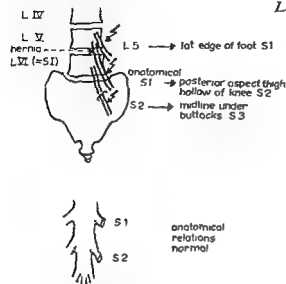 L IV
L
L V
hernia
L VI (=S1)
L 5 → lat edge of foot S1
anatomical
S1 → posterior aspect thigh
hollow of knee S2
S2 → midline under
buttocks S3
S1
S2
anatomical
relations
normal